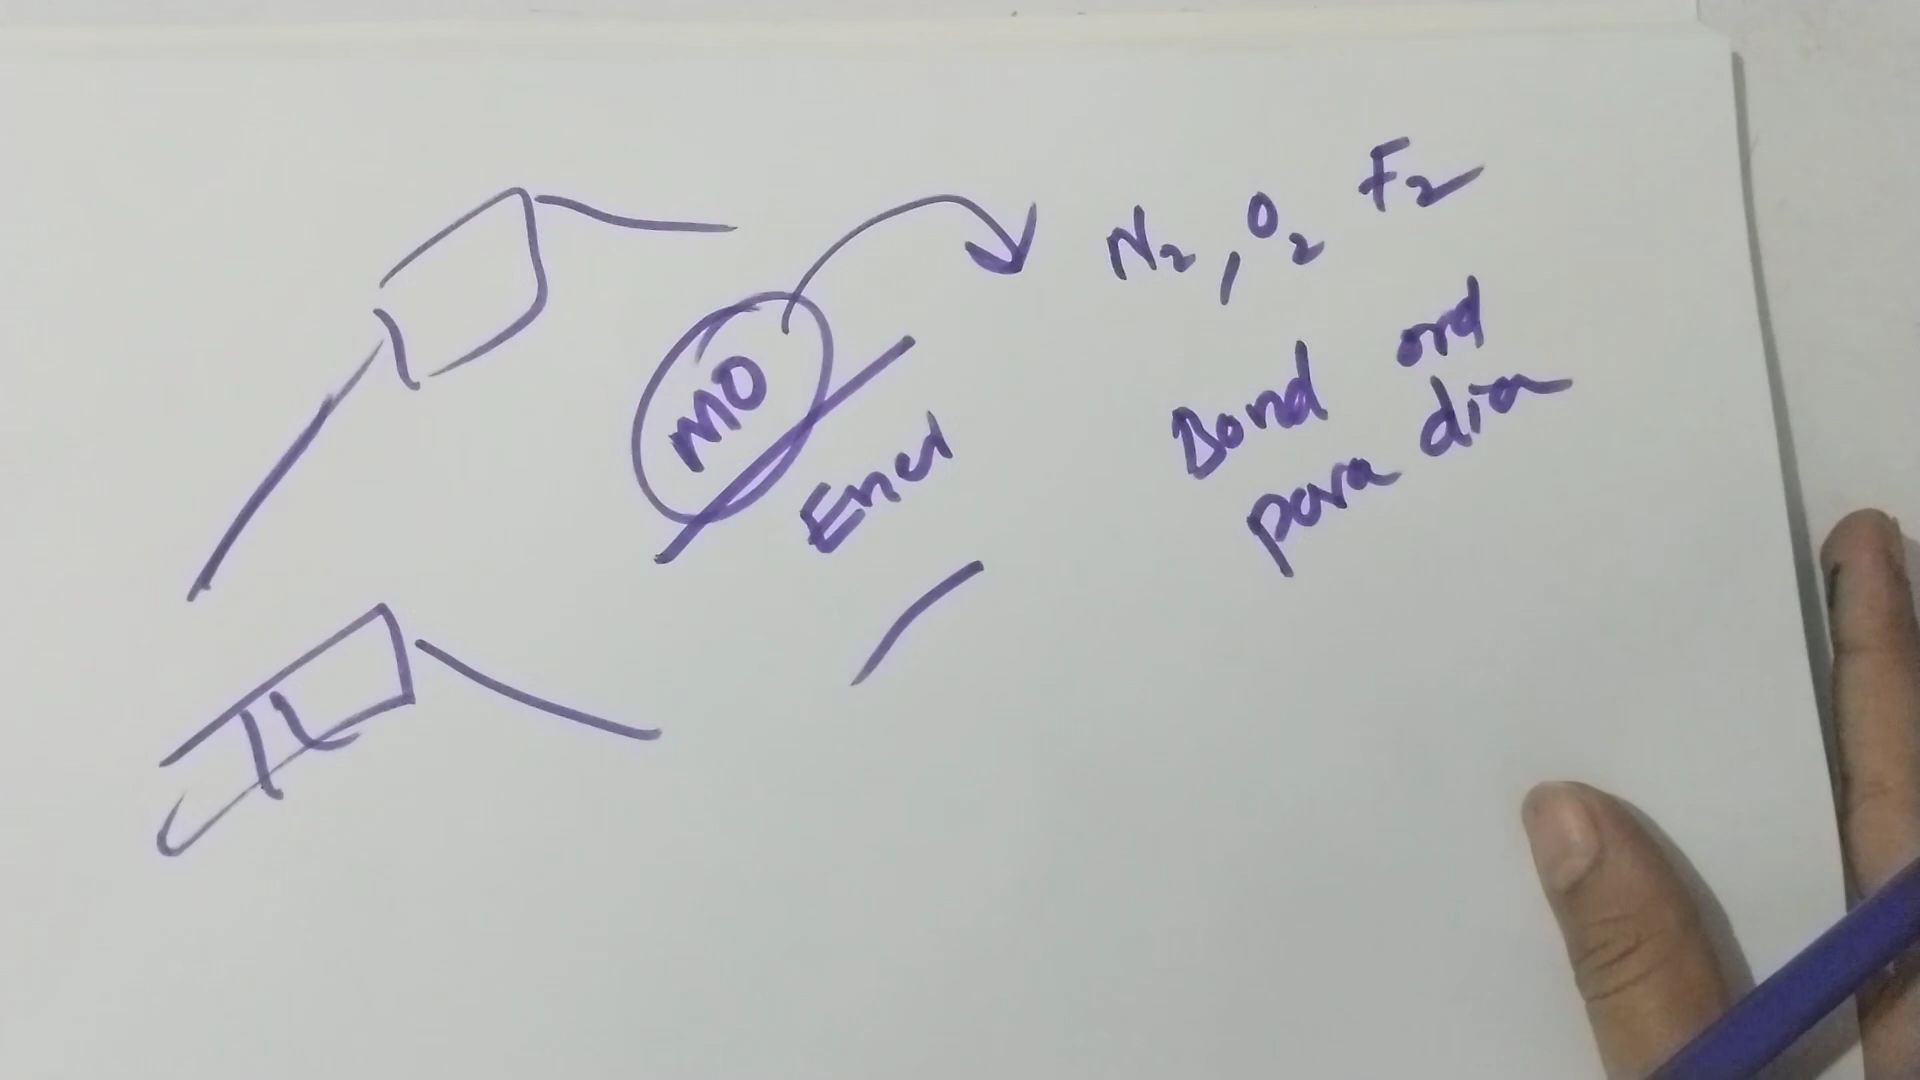 N2, O2 F2
MO
Bond ord
para dia
Ener